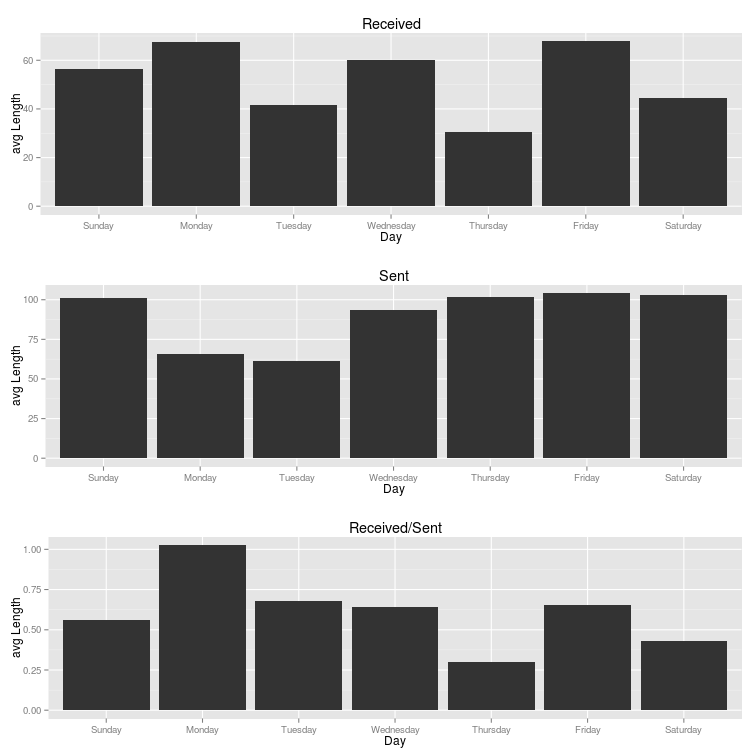 Received
avg Length
60
40
20
0
Sunday Monday Tuesday Wednesday Thursday Friday Saturday
Day
Sent
avg Length
100
75
50
25
0
Sunday Monday Tuesday Wednesday Thursday Friday Saturday
Day
Received/Sent
avg Length
1.00
0.75
0.50
0.25
0.00
Sunday Monday Tuesday Wednesday Thursday Friday Saturday
Day